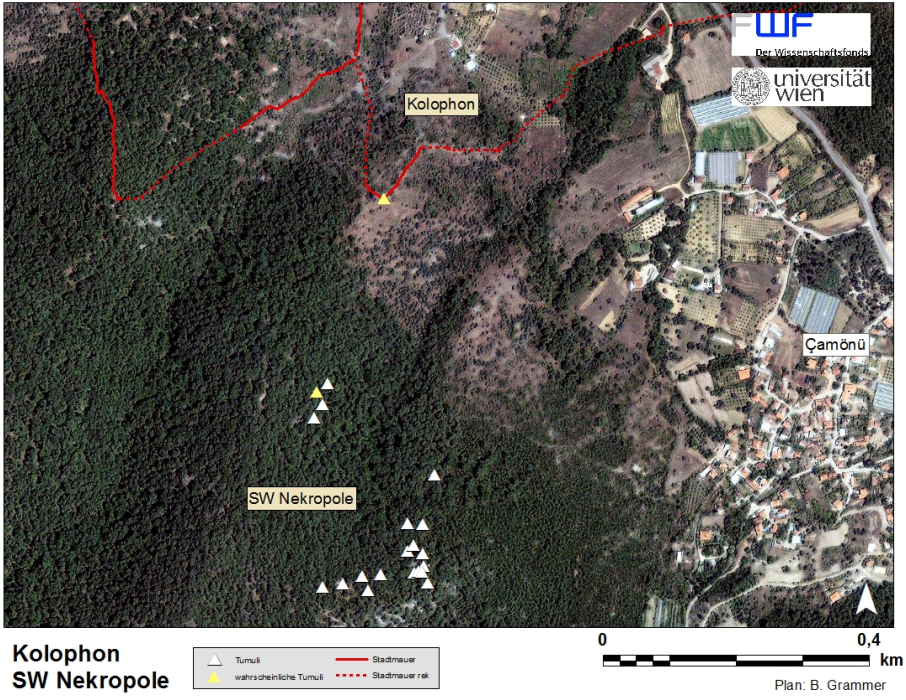 FWF
Der Wissenschaftsfonds
universität
wien
Kolophon
Çamönü
SW Nekropole
Kolophon
SW Nekropole
Tumuli
wahrscheinliche Tumuli
Stadtmauer
Stadtmauer rek
0
0,4
km
Plan: B. Grammer